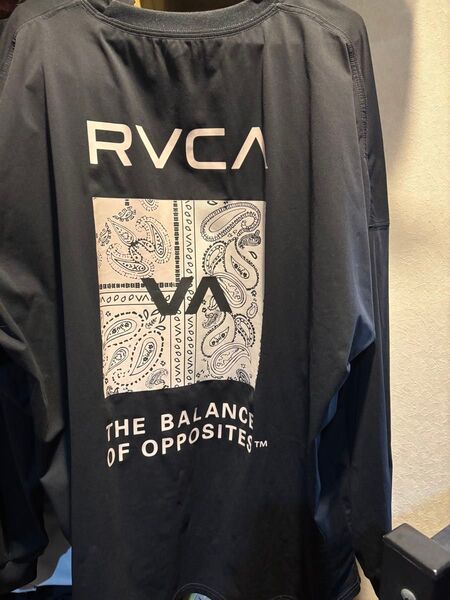 RVCA
VA
THE BALANCE
OF OPPOSITES™